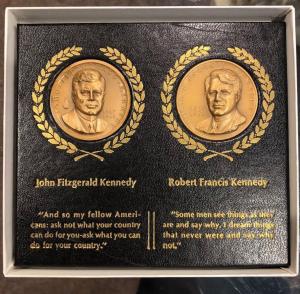 John Fitzgerald Kennedy
Robert Francis Kennedy
"And so my fellow Ameri-
cans: ask not what your country
can do for you-ask what you can
do for your country."
"Some men see things as they
are and say why, I dream things
that never were and say why
not."